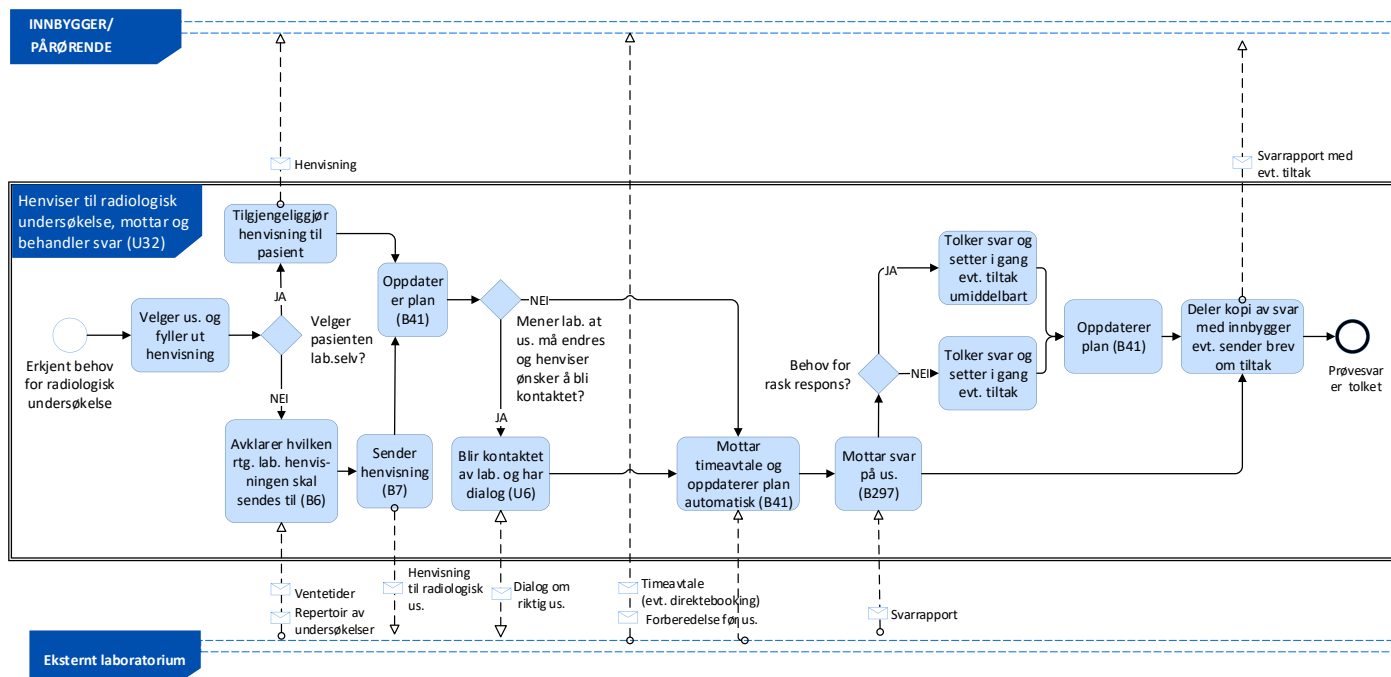 INNBYGGER/
PÅRØRENDE
Henvisning
Svarrapport med
evt. tiltak
Henviser til radiologisk
undersøkelse, mottar og
behandler svar (U32)
Tilgjengeliggjør
henvisning til
pasient
JA
Velger us. og
fyller ut
henvisning
Erkjent behov
for radiologisk
undersøkelse
Velger
pasienten
lab.selv?
NEI
Avklarer hvilken
rtg. lab. henvis-
ningen skal
sendes til (B6)
Sender
henvisning
(B7)
Oppdater
er plan
(B41)
NEI
Mener lab. at
us. må endres
og henviser
ønsker å bli
kontaktet?
JA
Blir kontaktet
av lab. og har
dialog (U6)
Mottar
timeavtale og
oppdaterer plan
automatisk (B41)
Mottar svar
på us.
(B297)
Behov for
rask respons?
JA
NEI
Tolker svar og
setter i gang
evt. tiltak
umiddelbart
Tolker svar og
setter i gang
evt. tiltak
Oppdaterer
plan (B41)
Deler kopi av svar
med innbygger
evt. sender brev
om tiltak
Prøvesvar
er tolket
Ventetider
Repertoir av
undersøkelser
Henvisning
til radiologisk
us.
Dialog om
riktig us.
Timeavtale
(evt. direktebooking)
Forberedelse før us.
Svarrapport
Eksternt laboratorium